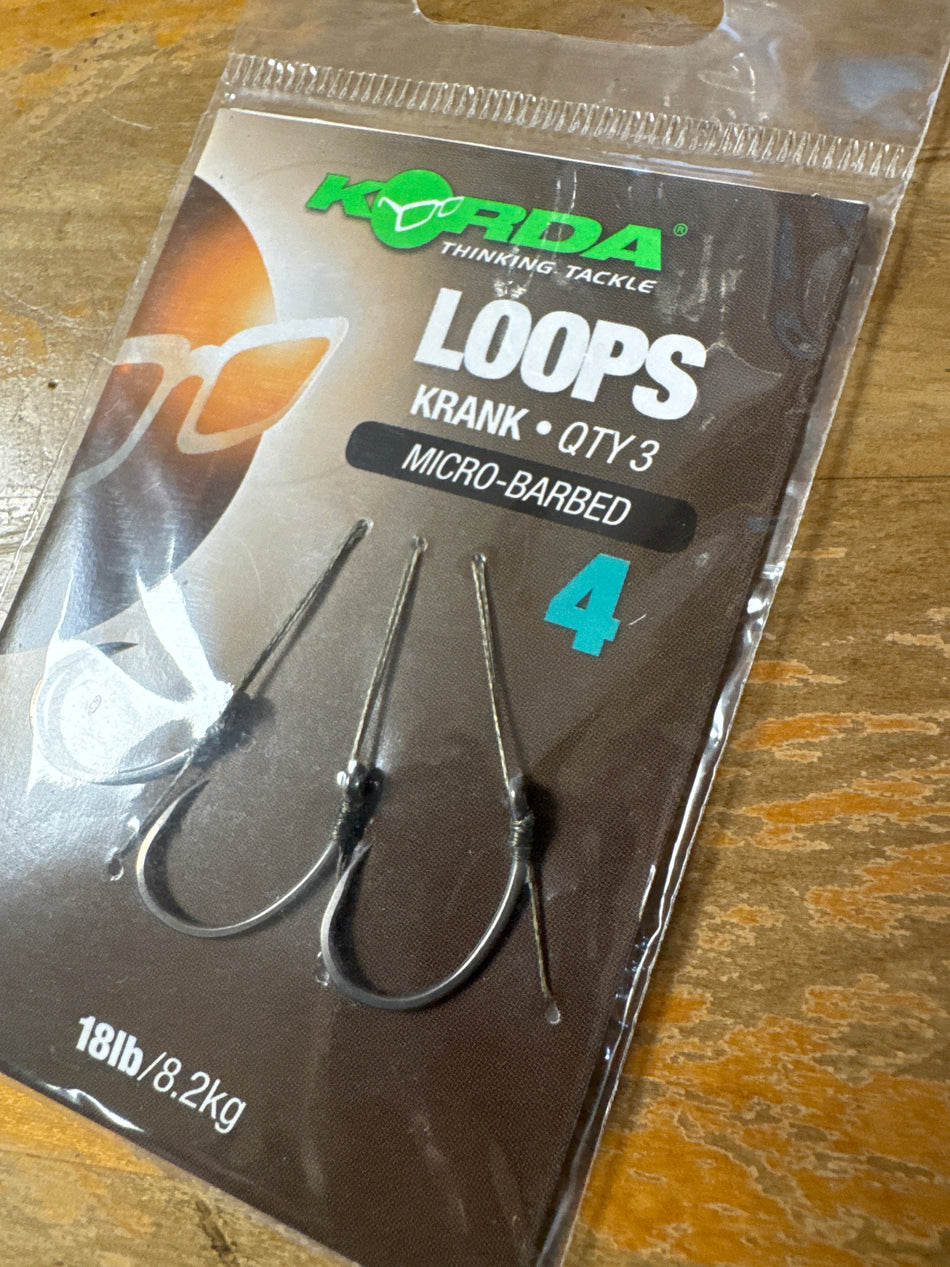 KORDA®
THINKING TACKLE
LOOPS
KRANK • QTY 3
MICRO-BARBED
4
18lb/8.2kg